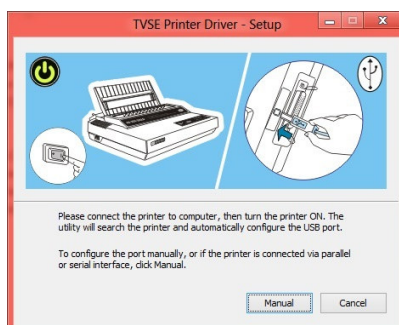 TVSE Printer Driver - Setup
Please connect the printer to computer, then turn the printer ON. The
utility will search the printer and automatically configure the USB port.
To configure the port manually, or if the printer is connected via parallel
or serial interface, click Manual.
Manual
Cancel